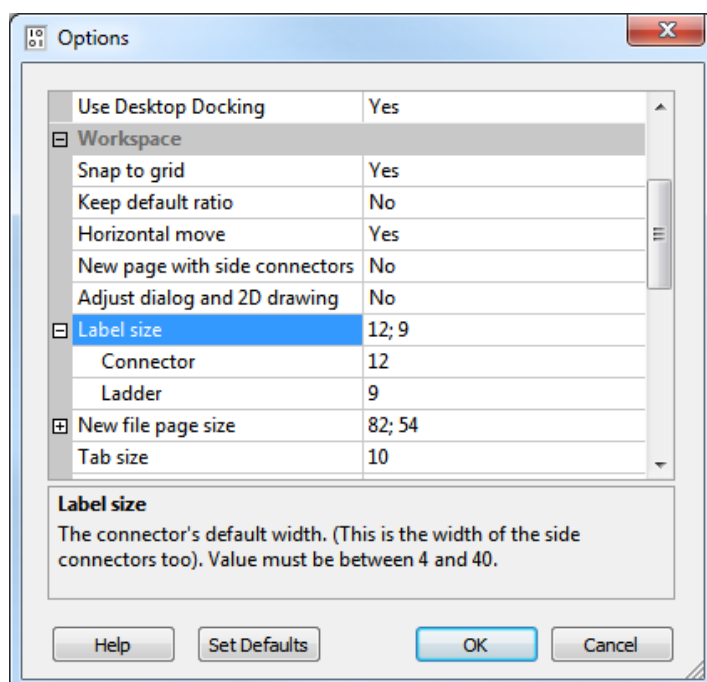 Options
Use Desktop Docking Yes
Workspace
Snap to grid Yes
Keep default ratio No
Horizontal move Yes
New page with side connectors No
Adjust dialog and 2D drawing No
Label size 12; 9
Connector 12
Ladder 9
New file page size 82; 54
Tab size 10
Label size
The connector's default width. (This is the width of the side
connectors too). Value must be between 4 and 40.
Help Set Defaults OK Cancel